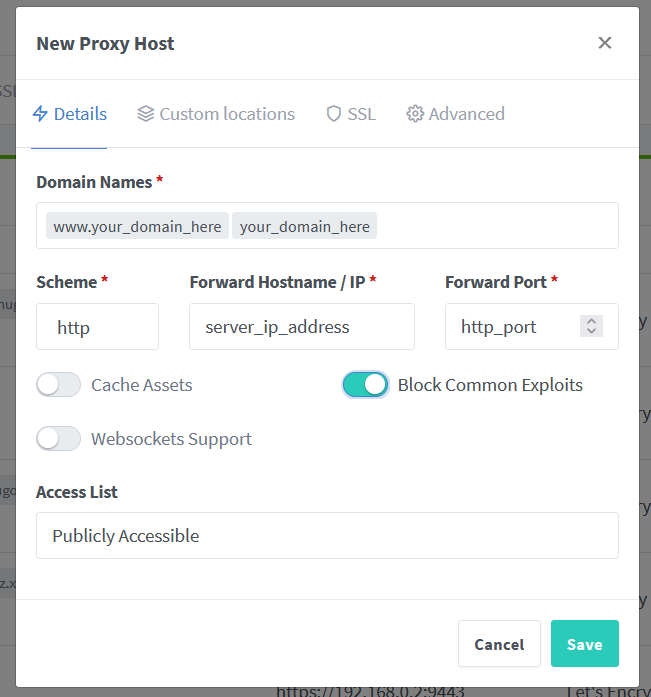 New Proxy Host
Details Custom locations SSL Advanced
Domain Names *
www.your_domain_here your_domain_here
Scheme * Forward Hostname / IP * Forward Port *
http server_ip_address http_port
Cache Assets Block Common Exploits
Websockets Support
Access List
Publicly Accessible
Cancel Save
https://192.168.0.2:9443 Let's Encry